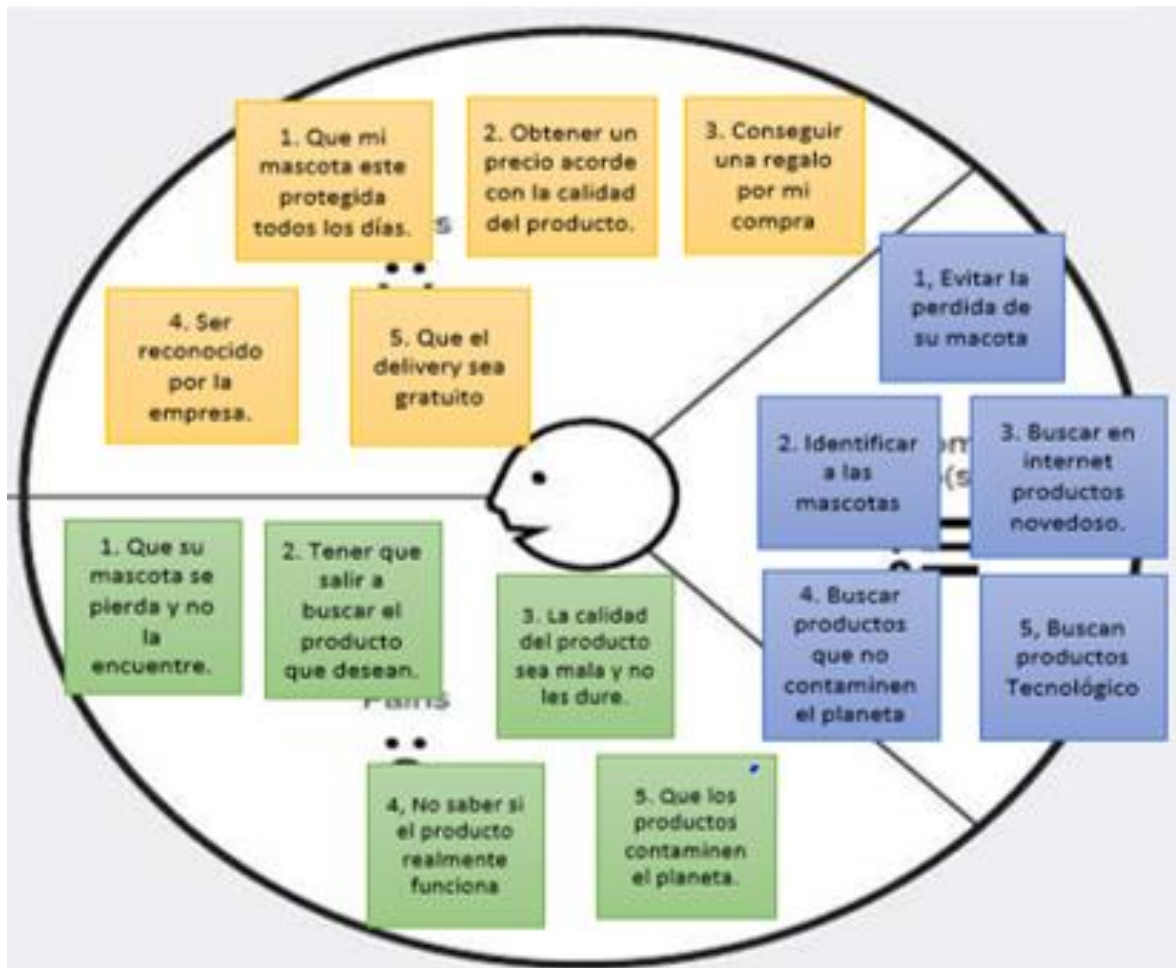 1. Que mi
mascota este
protegida
todos los días.
2. Obtener un
precio acorde
con la calidad
del producto.
3. Conseguir
una regalo
por mi
compra
4. Ser
reconocido
por la
empresa.
5. Que el
delivery sea
gratuito
1, Evitar la
perdida de
su macota
2. Identificar
a las
mascotas
3. Buscar en
internet
productos
novedoso.
4. Buscar
productos
que no
contaminen
el planeta
5, Buscan
productos
Tecnológico
1. Que su
mascota se
pierda y no
la
encuentre.
2. Tener que
salir a
buscar el
producto
que desean.
3. La calidad
del producto
sea mala y no
les dure.
Pains
4, No saber si
el producto
realmente
funciona
5. Que los
productos
contaminen
el planeta.